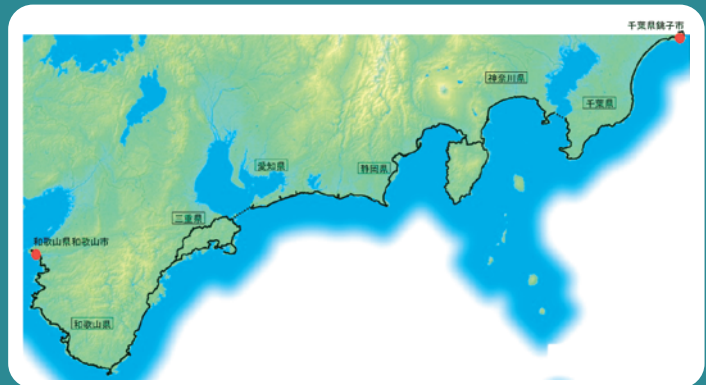 千葉県銚子市
神奈川県
千葉県
愛知県
静岡県
三重県
和歌山県和歌山市
和歌山県